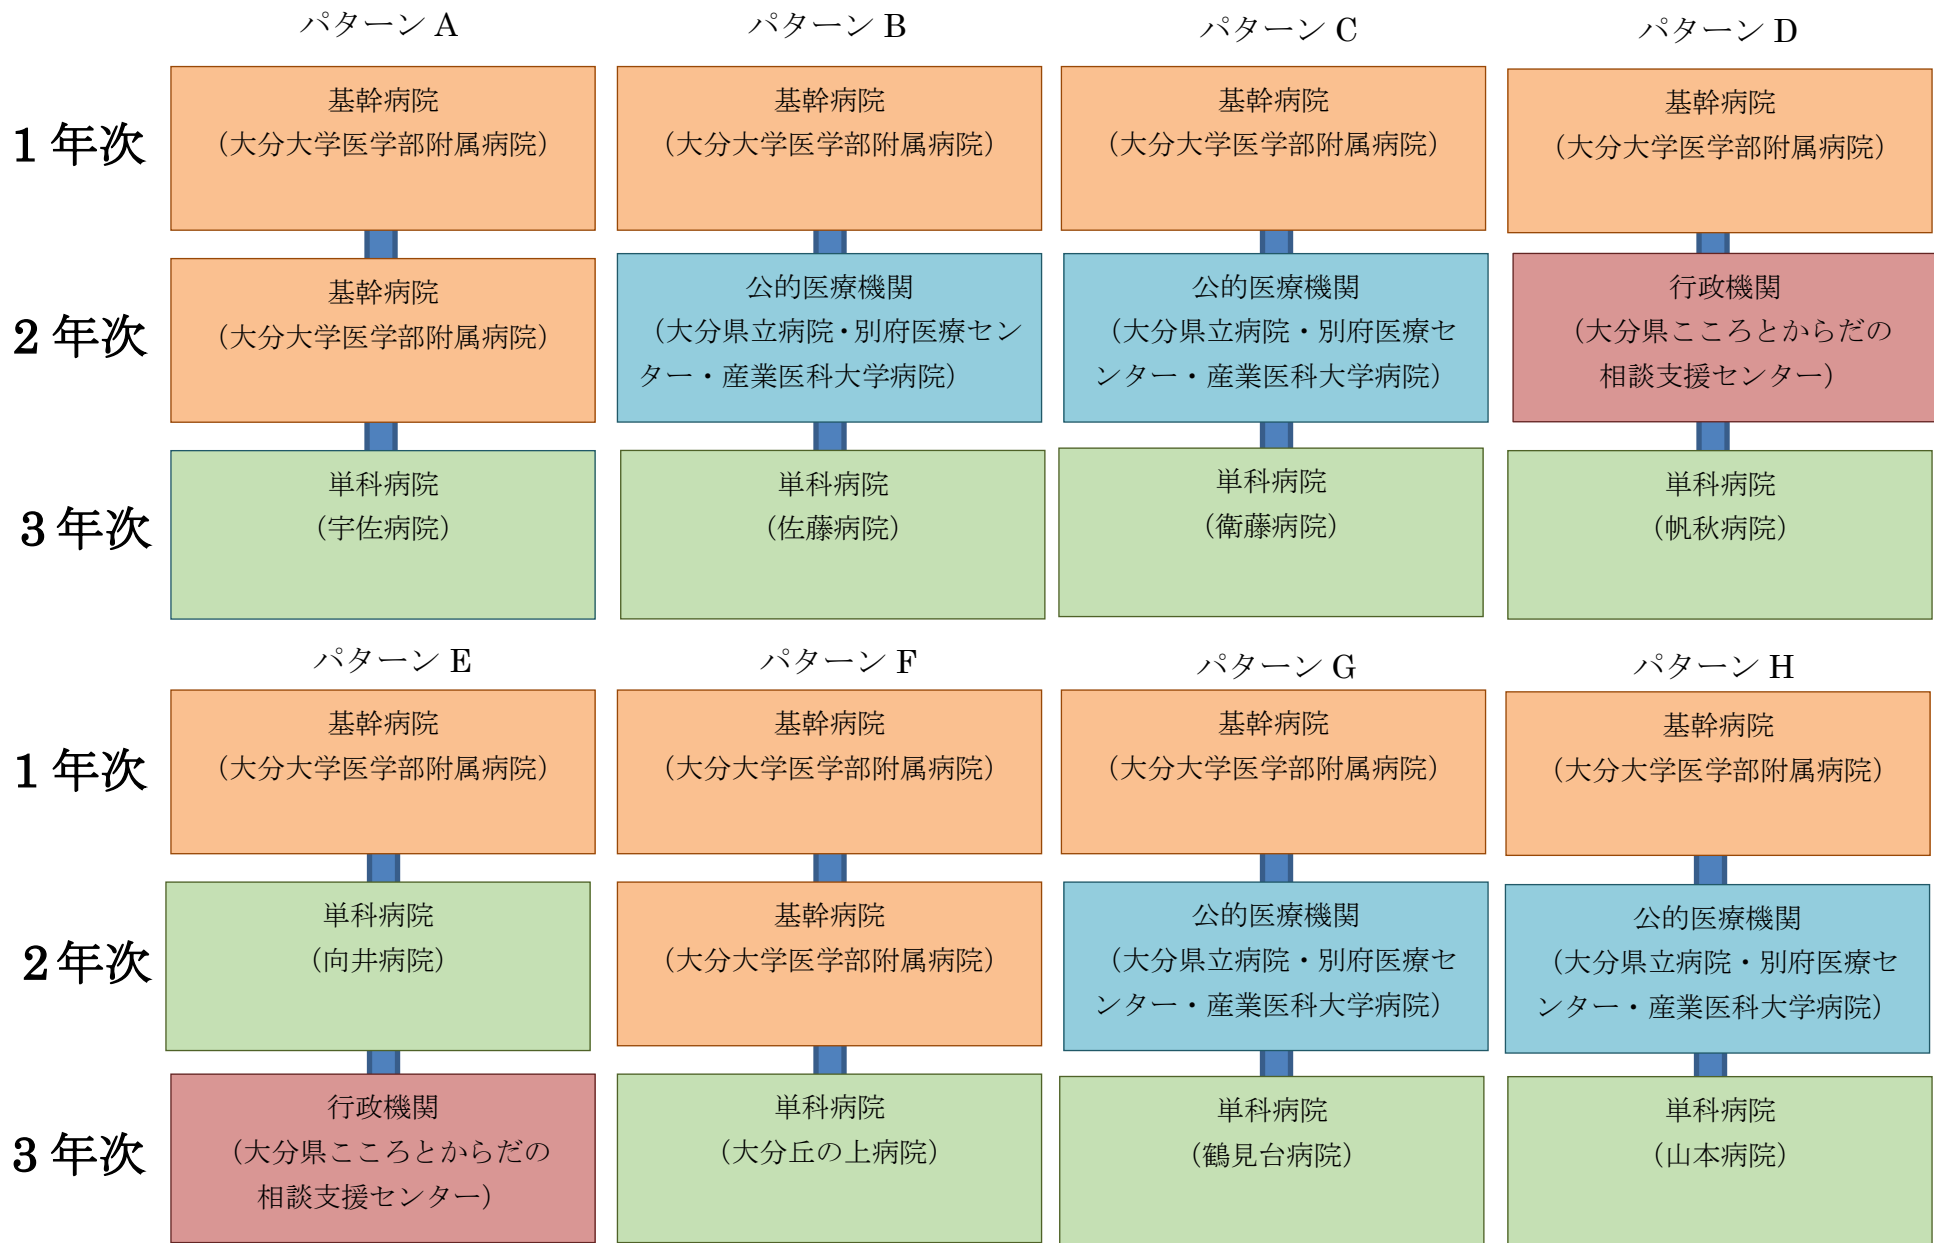 パターン A
パターン B
パターン C
パターン D
1 年次
基幹病院
（大分大学医学部附属病院）
基幹病院
（大分大学医学部附属病院）
基幹病院
（大分大学医学部附属病院）
基幹病院
（大分大学医学部附属病院）
2 年次
基幹病院
（大分大学医学部附属病院）
公的医療機関
（大分県立病院・別府医療セン
ター・産業医科大学病院）
公的医療機関
（大分県立病院・別府医療セ
ンター・産業医科大学病院）
行政機関
（大分県こころとからだの
相談支援センター）
3 年次
単科病院
（宇佐病院）
単科病院
（佐藤病院）
単科病院
（衛藤病院）
単科病院
（帆秋病院）
パターン E
パターン F
パターン G
パターン H
1 年次
基幹病院
（大分大学医学部附属病院）
基幹病院
（大分大学医学部附属病院）
基幹病院
（大分大学医学部附属病院）
基幹病院
（大分大学医学部附属病院）
2 年次
単科病院
（向井病院）
基幹病院
（大分大学医学部附属病院）
公的医療機関
（大分県立病院・別府医療セ
ンター・産業医科大学病院）
公的医療機関
（大分県立病院・別府医療セ
ンター・産業医科大学病院）
3 年次
行政機関
（大分県こころとからだの
相談支援センター）
単科病院
（大分丘の上病院）
単科病院
（鶴見台病院）
単科病院
（山本病院）